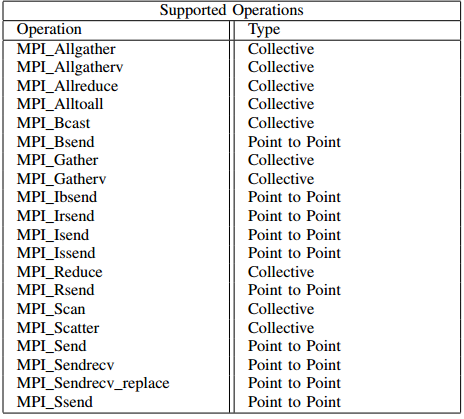 Supported Operations
Operation Type
MPI_Allgather Collective
MPI_Allgatherv Collective
MPI_Allreduce Collective
MPI_Alltoall Collective
MPI_Bcast Collective
MPI_Bsend Point to Point
MPI_Gather Collective
MPI_Gatherv Collective
MPI_Ibsend Point to Point
MPI_Irsend Point to Point
MPI_Isend Point to Point
MPI_Issend Point to Point
MPI_Reduce Collective
MPI_Rsend Point to Point
MPI_Scan Collective
MPI_Scatter Collective
MPI_Send Point to Point
MPI_Sendrecv Point to Point
MPI_Sendrecv_replace Point to Point
MPI_Ssend Point to Point